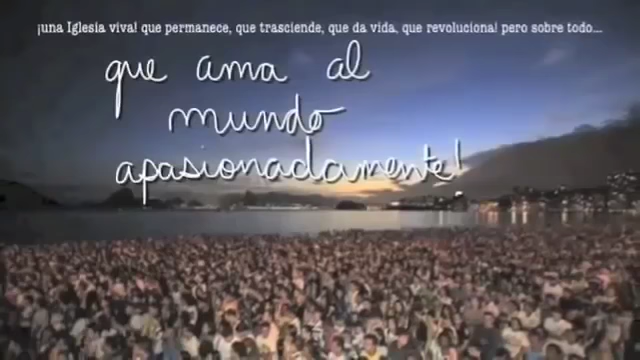 ¡una Iglesia viva! que permanece, que trasciende, que da vida, que revoluciona! pero sobre todo...
que ama al
mundo
apasionadamente!